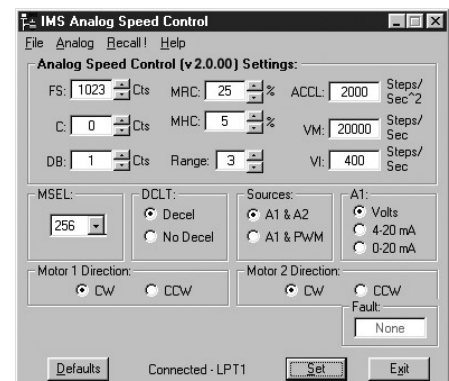 IMS Analog Speed Control
File Analog Recall! Help
Analog Speed Control (v 2.0.00) Settings:
FS: 1023 Cts MRC: 25 % ACCL: 2000 Steps/Sec^2
C: 0 Cts MHC: 5 % VM: 20000 Steps/Sec
DB: 1 Cts Range: 3 VI: 400 Steps/Sec
MSEL: DCLT: Sources: A1:
256 Decel A1 & A2 Volts
No Decel A1 & PWM 4-20 mA
0-20 mA
Motor 1 Direction: Motor 2 Direction:
CW CCW CW CCW
Fault:
None
Defaults Connected - LPT1 Set Exit